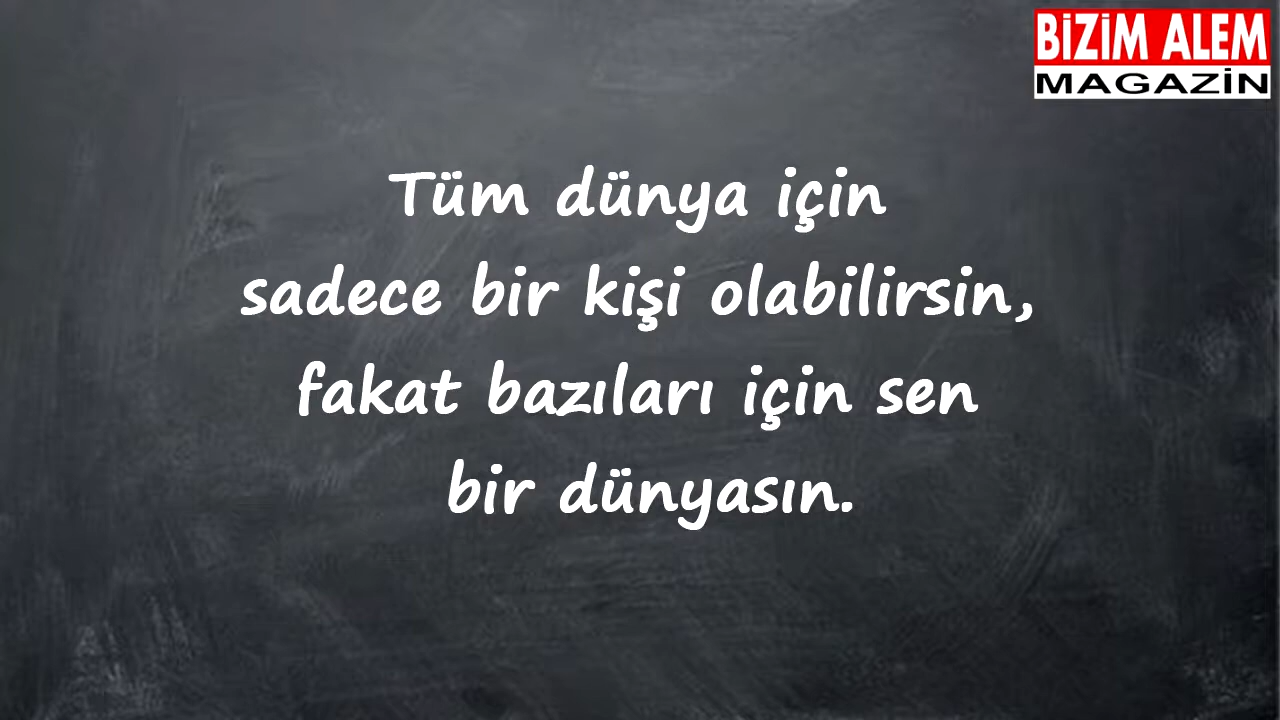 BİZİM ALEM
MAGAZİN
Tüm dünya için
sadece bir kişi olabilirsin,
fakat bazıları için sen
bir dünyasın.